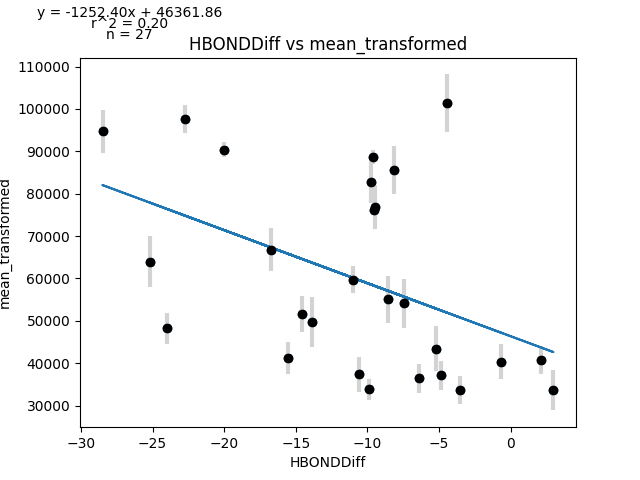 y = -1252.40x + 46361.86
r^2 = 0.20
n = 27
HBONDDiff vs mean_transformed
110000
100000
90000
80000
70000
60000
50000
40000
30000
mean_transformed
−30
−25
−20
−15
−10
−5
0
HBONDDiff